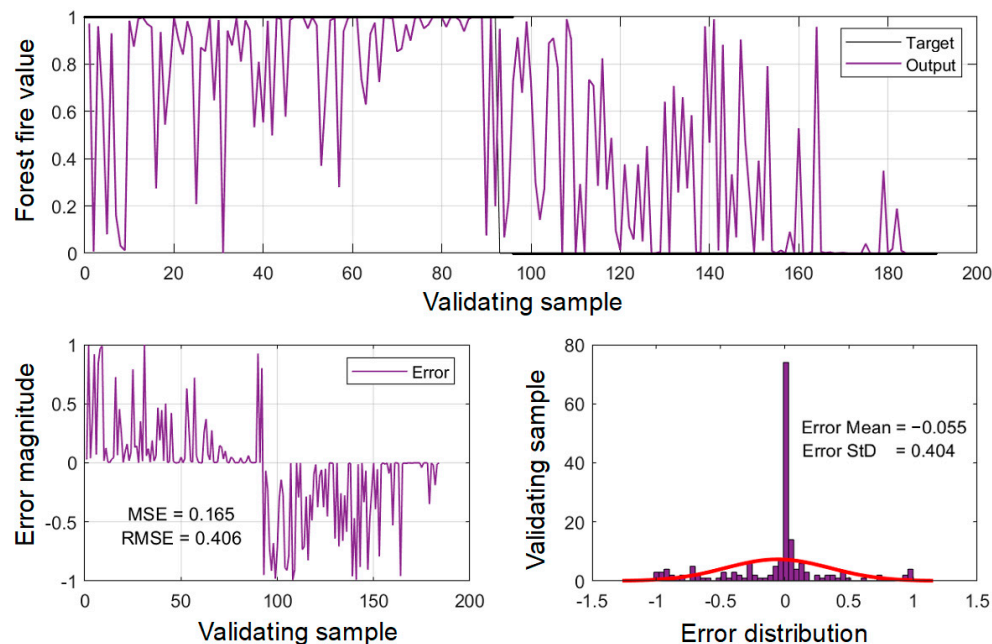 1
0.8
0.6
0.4
0.2
0
Forest fire value
Target
Output
0 20 40 60 80 100 120 140 160 180 200
Validating sample
1
0.5
0
-0.5
-1
Error magnitude
Error
MSE = 0.165
RMSE = 0.406
0 50 100 150 200
Validating sample
80
60
40
20
0
Validating sample
Error Mean = −0.055
Error StD = 0.404
-1.5 -1 -0.5 0 0.5 1 1.5
Error distribution